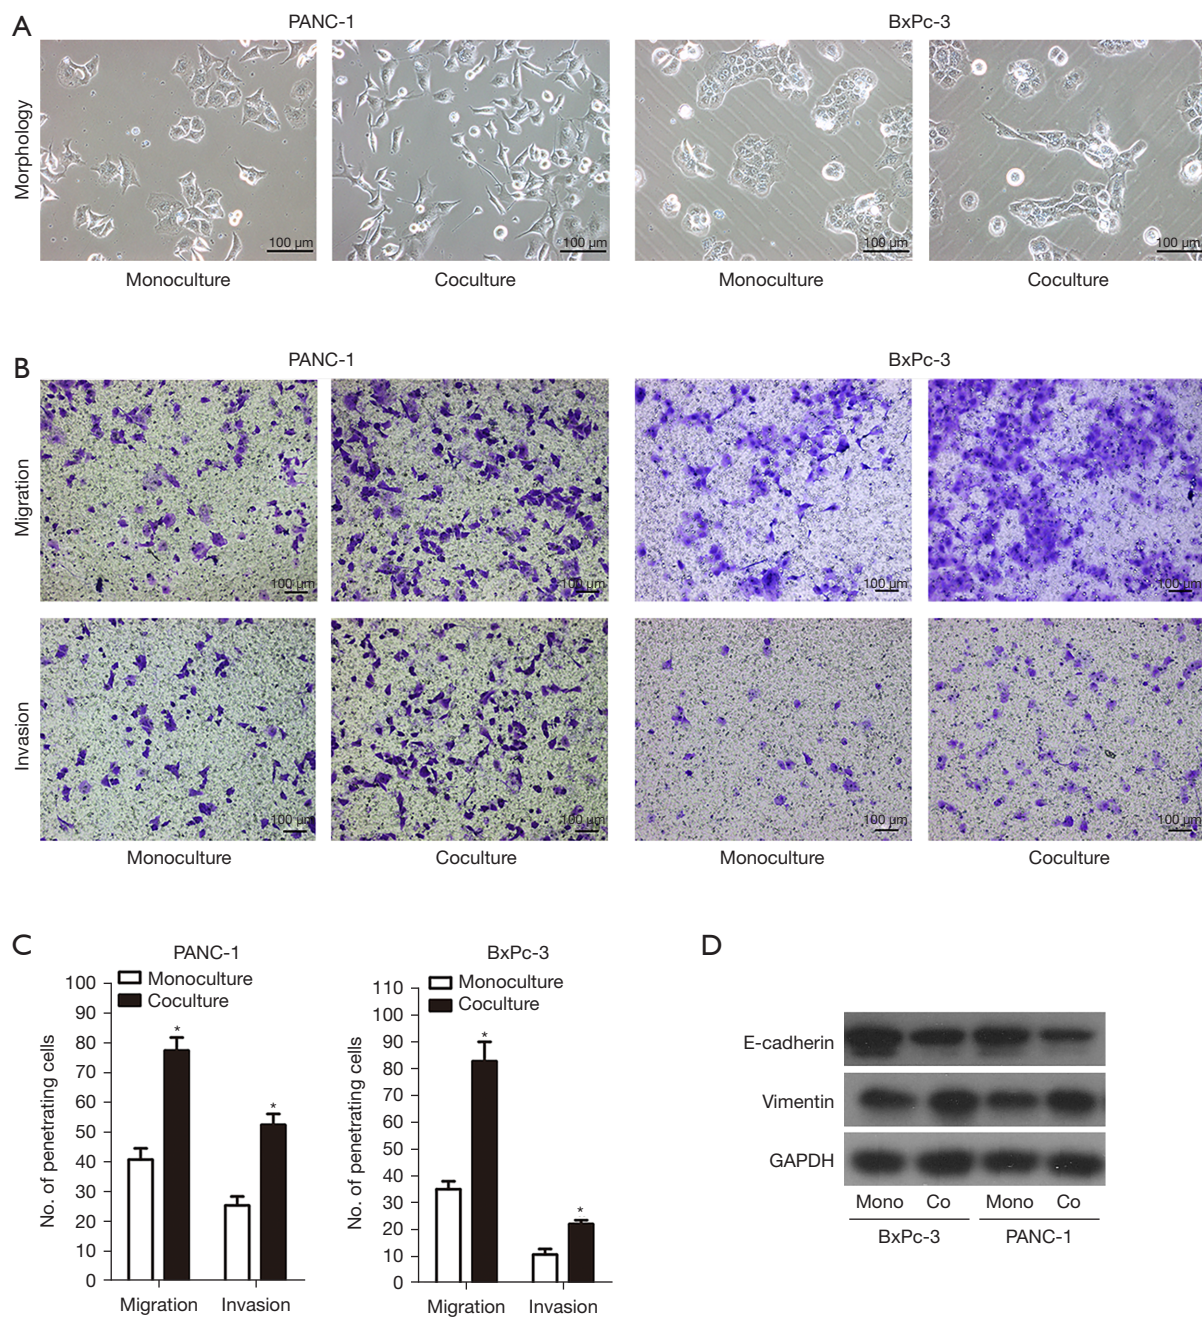 A
PANC-1
BxPc-3
Morphology
100 µm
100 µm
100 µm
100 µm
Monoculture
Coculture
Monoculture
Coculture
B
PANC-1
BxPc-3
Migration
100 µm
100 µm
100 µm
100 µm
Invasion
100 µm
100 µm
100 µm
100 µm
Monoculture
Coculture
Monoculture
Coculture
C
PANC-1
Monoculture
Coculture
No. of penetrating cells
100
90
80
70
60
50
40
30
20
10
0
*
*
Migration
Invasion
BxPc-3
Monoculture
Coculture
No. of penetrating cells
110
100
90
80
70
60
50
40
30
20
10
0
*
*
Migration
Invasion
D
E-cadherin
Vimentin
GAPDH
Mono Co Mono Co
BxPc-3 PANC-1